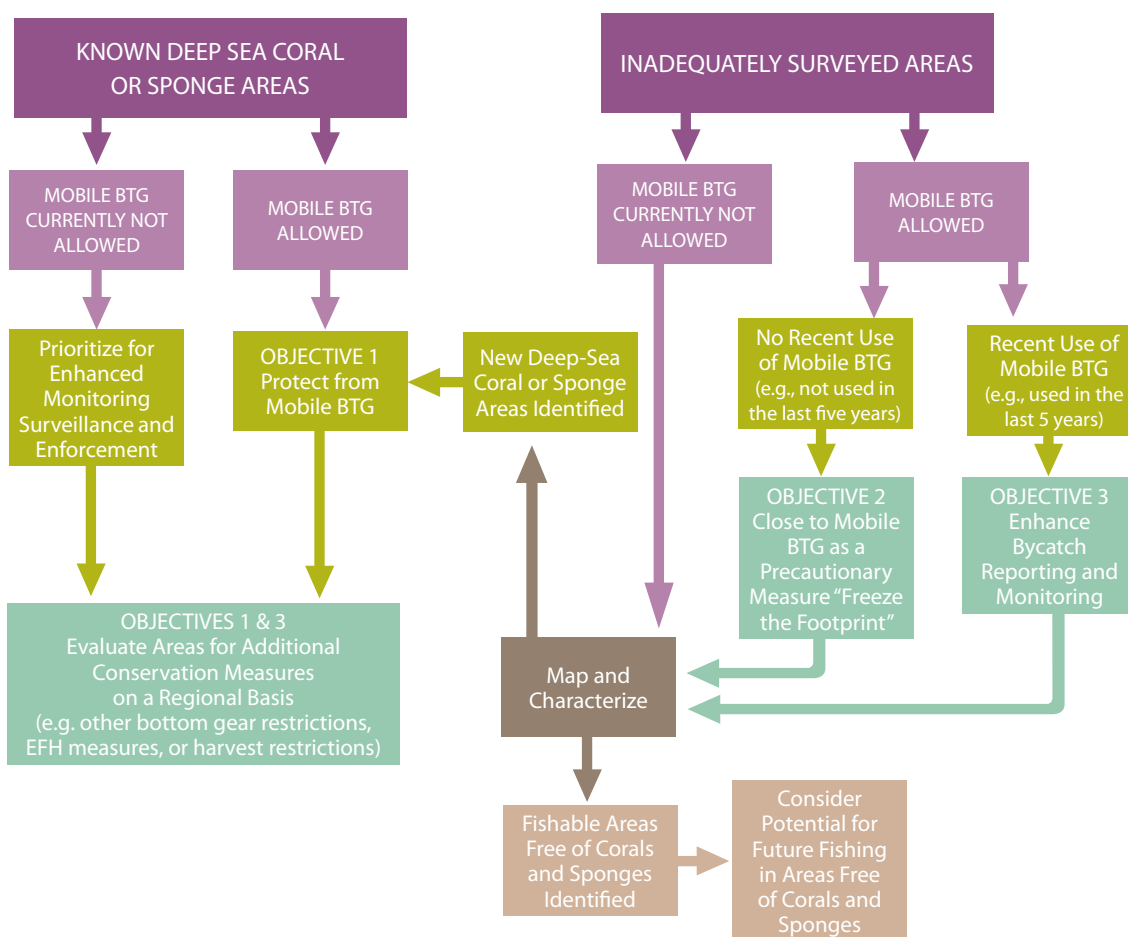 KNOWN DEEP SEA CORAL
OR SPONGE AREAS
INADEQUATELY SURVEYED AREAS
MOBILE BTG
CURRENTLY NOT
ALLOWED
MOBILE BTG
ALLOWED
MOBILE BTG
CURRENTLY NOT
ALLOWED
MOBILE BTG
ALLOWED
Prioritize for
Enhanced
Monitoring
Surveillance and
Enforcement
OBJECTIVE 1
Protect from
Mobile BTG
New Deep-Sea
Coral or Sponge
Areas Identified
No Recent Use
of Mobile BTG
(e.g., not used in
the last five years)
Recent Use of
Mobile BTG
(e.g., used in the
last 5 years)
OBJECTIVE 2
Close to Mobile
BTG as a
Precautionary
Measure “Freeze
the Footprint”
OBJECTIVE 3
Enhance
Bycatch
Reporting and
Monitoring
OBJECTIVES 1 & 3
Evaluate Areas for Additional
Conservation Measures
on a Regional Basis
(e.g. other bottom gear restrictions,
EFH measures, or harvest restrictions)
Map and
Characterize
Fishable Areas
Free of Corals
and Sponges
Identified
Consider
Potential for
Future Fishing
in Areas Free
of Corals and
Sponges